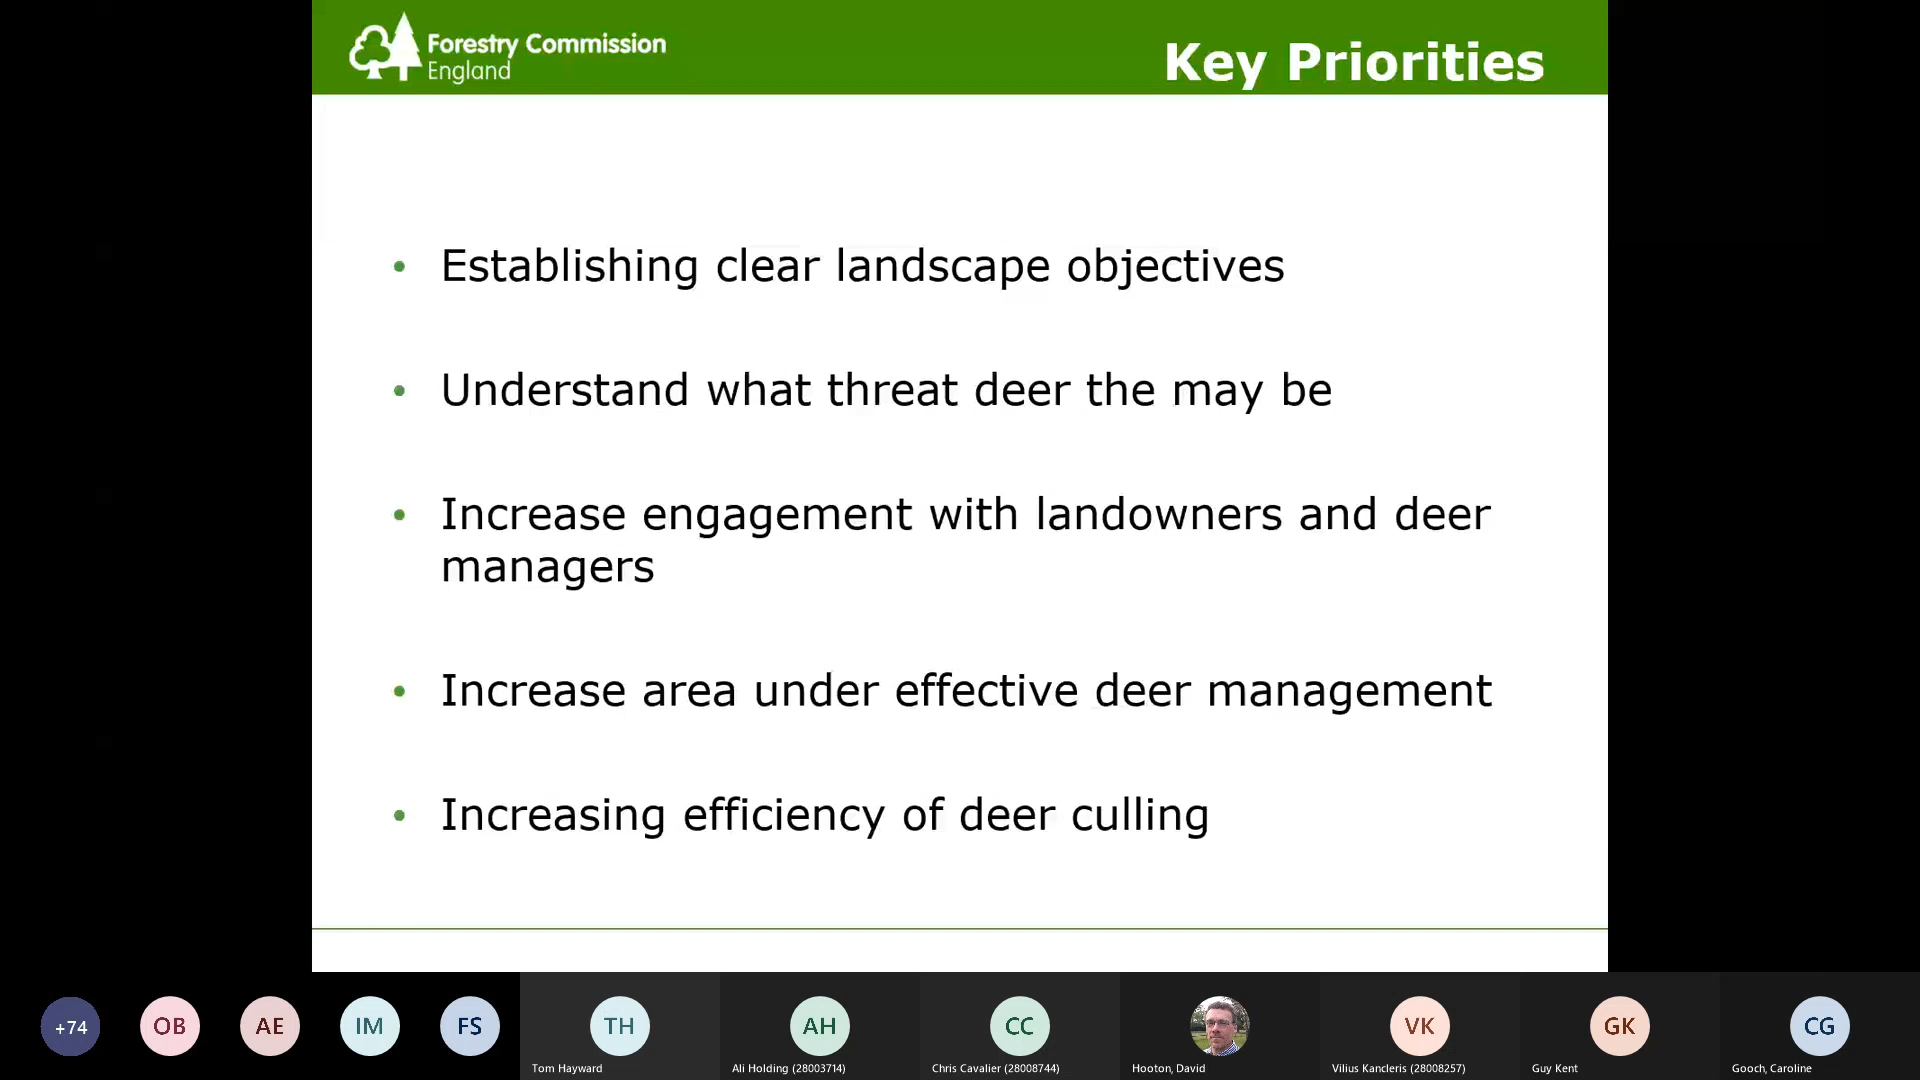 Forestry Commission
England
Key Priorities
• Establishing clear landscape objectives
• Understand what threat deer the may be
• Increase engagement with landowners and deer
managers
• Increase area under effective deer management
• Increasing efficiency of deer culling
+74
OB
AE
IM
FS
TH
Tom Hayward
AH
Ali Holding (28003714)
CC
Chris Cavalier (28008744)
Hooton, David
VK
Vilius Kancleris (28008257)
GK
Guy Kent
CG
Gooch, Caroline